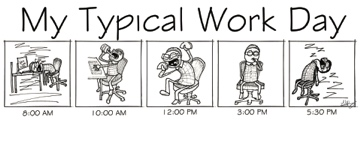 My Typical Work Day
8:00 AM
10:00 AM
12:00 PM
3:00 PM
5:30 PM